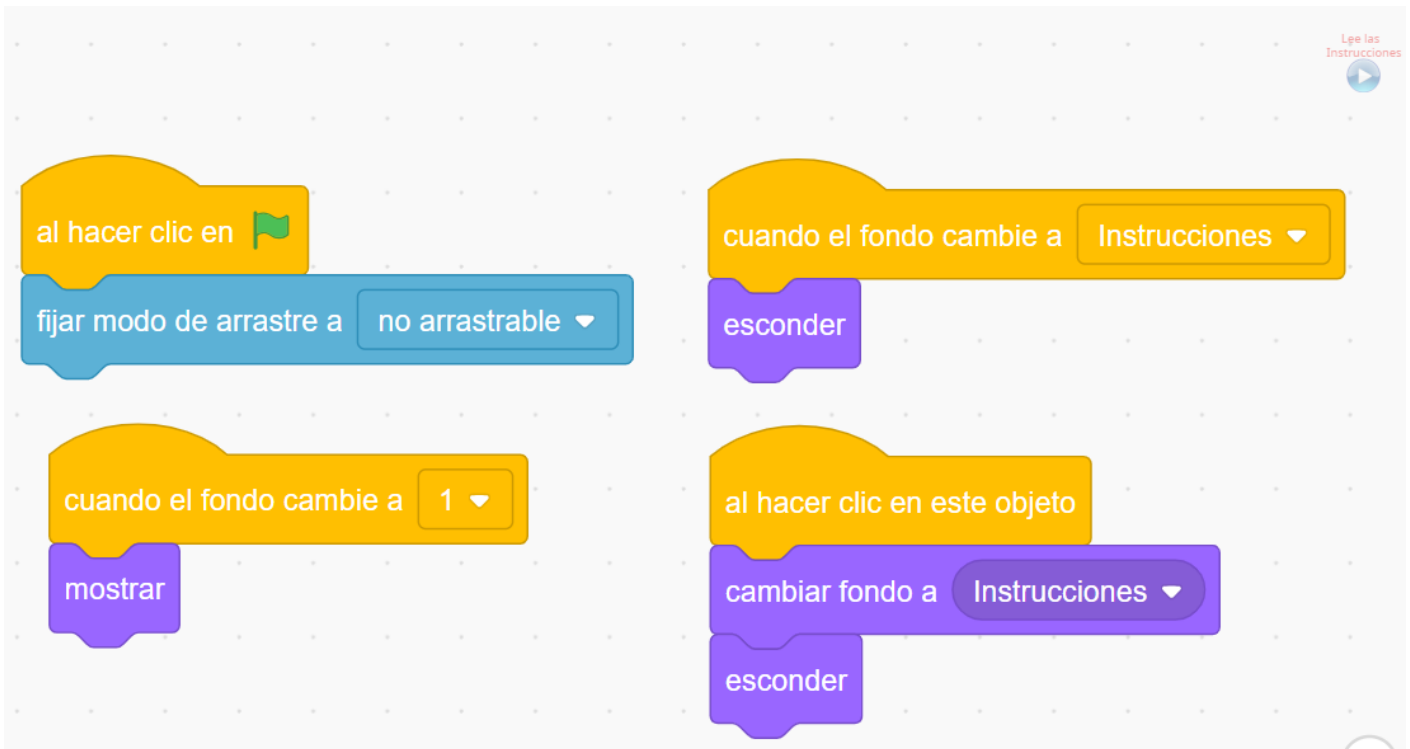 Lee las
Instrucciones
al hacer clic en
fijar modo de arrastre a no arrastrable
cuando el fondo cambie a Instrucciones
esconder
cuando el fondo cambie a 1
mostrar
al hacer clic en este objeto
cambiar fondo a Instrucciones
esconder